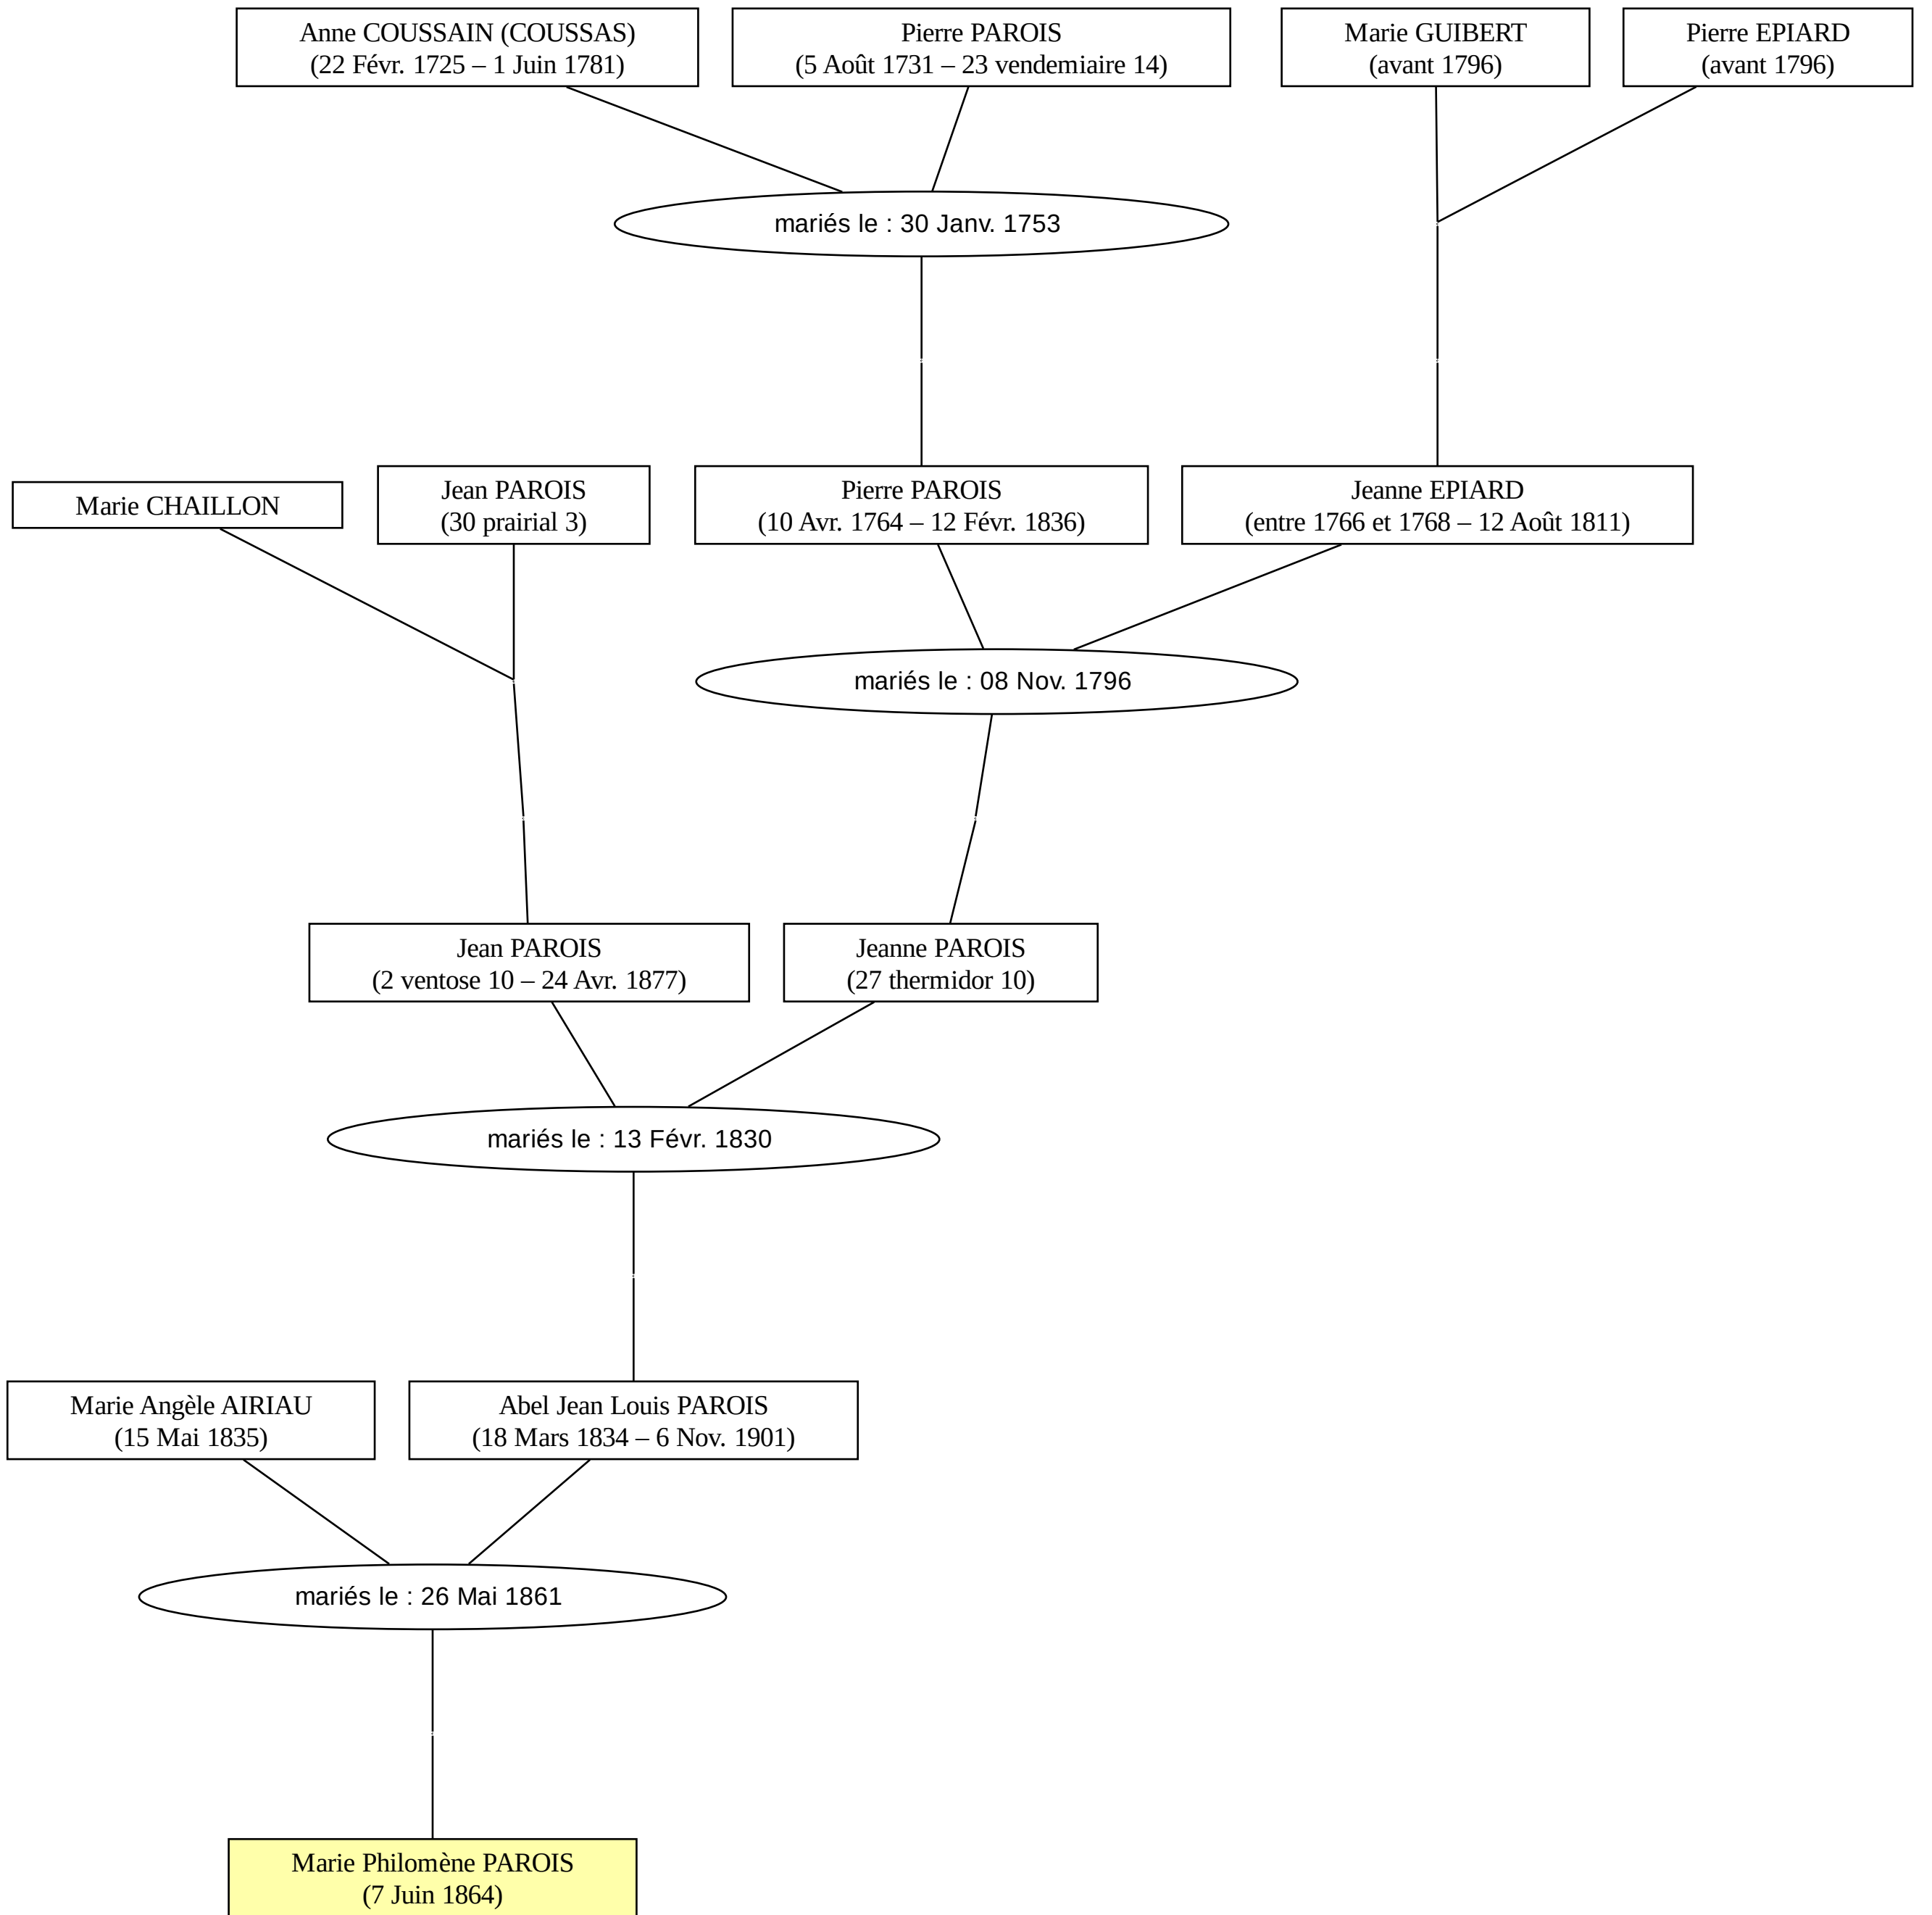 Anne COUSSAIN (COUSSAS)
(22 Févr. 1725 – 1 Juin 1781)
Pierre PAROIS
(5 Août 1731 – 23 vendemiaire 14)
Marie GUIBERT
(avant 1796)
Pierre EPIARD
(avant 1796)
mariés le : 30 Janv. 1753
Marie CHAILLON
Jean PAROIS
(30 prairial 3)
Pierre PAROIS
(10 Avr. 1764 – 12 Févr. 1836)
Jeanne EPIARD
(entre 1766 et 1768 – 12 Août 1811)
mariés le : 08 Nov. 1796
Jean PAROIS
(2 ventose 10 – 24 Avr. 1877)
Jeanne PAROIS
(27 thermidor 10)
mariés le : 13 Févr. 1830
Marie Angèle AIRIAU
(15 Mai 1835)
Abel Jean Louis PAROIS
(18 Mars 1834 – 6 Nov. 1901)
mariés le : 26 Mai 1861
Marie Philomène PAROIS
(7 Juin 1864)